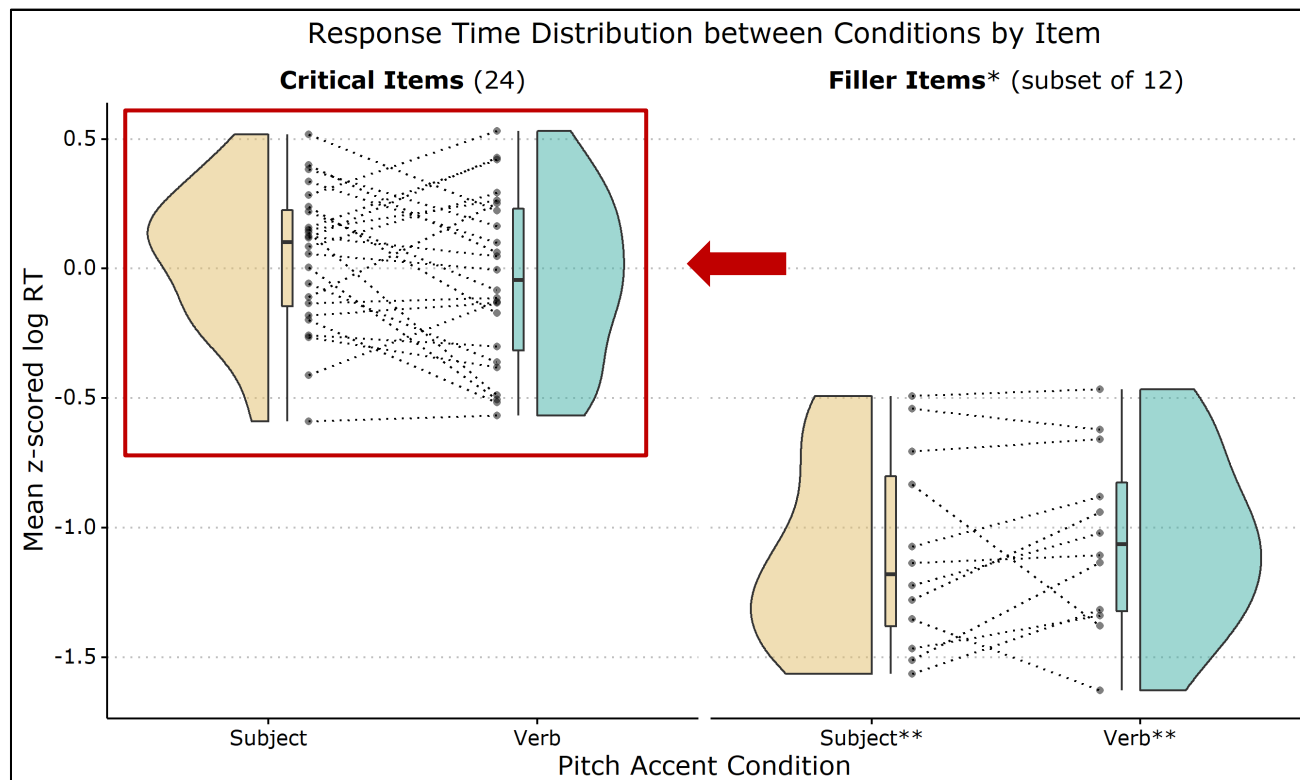 Response Time Distribution between Conditions by Item
Critical Items (24)
Filler Items* (subset of 12)
Mean z-scored log RT
0.5
0.0
-0.5
-1.0
-1.5
Subject
Verb
Subject**
Verb**
Pitch Accent Condition